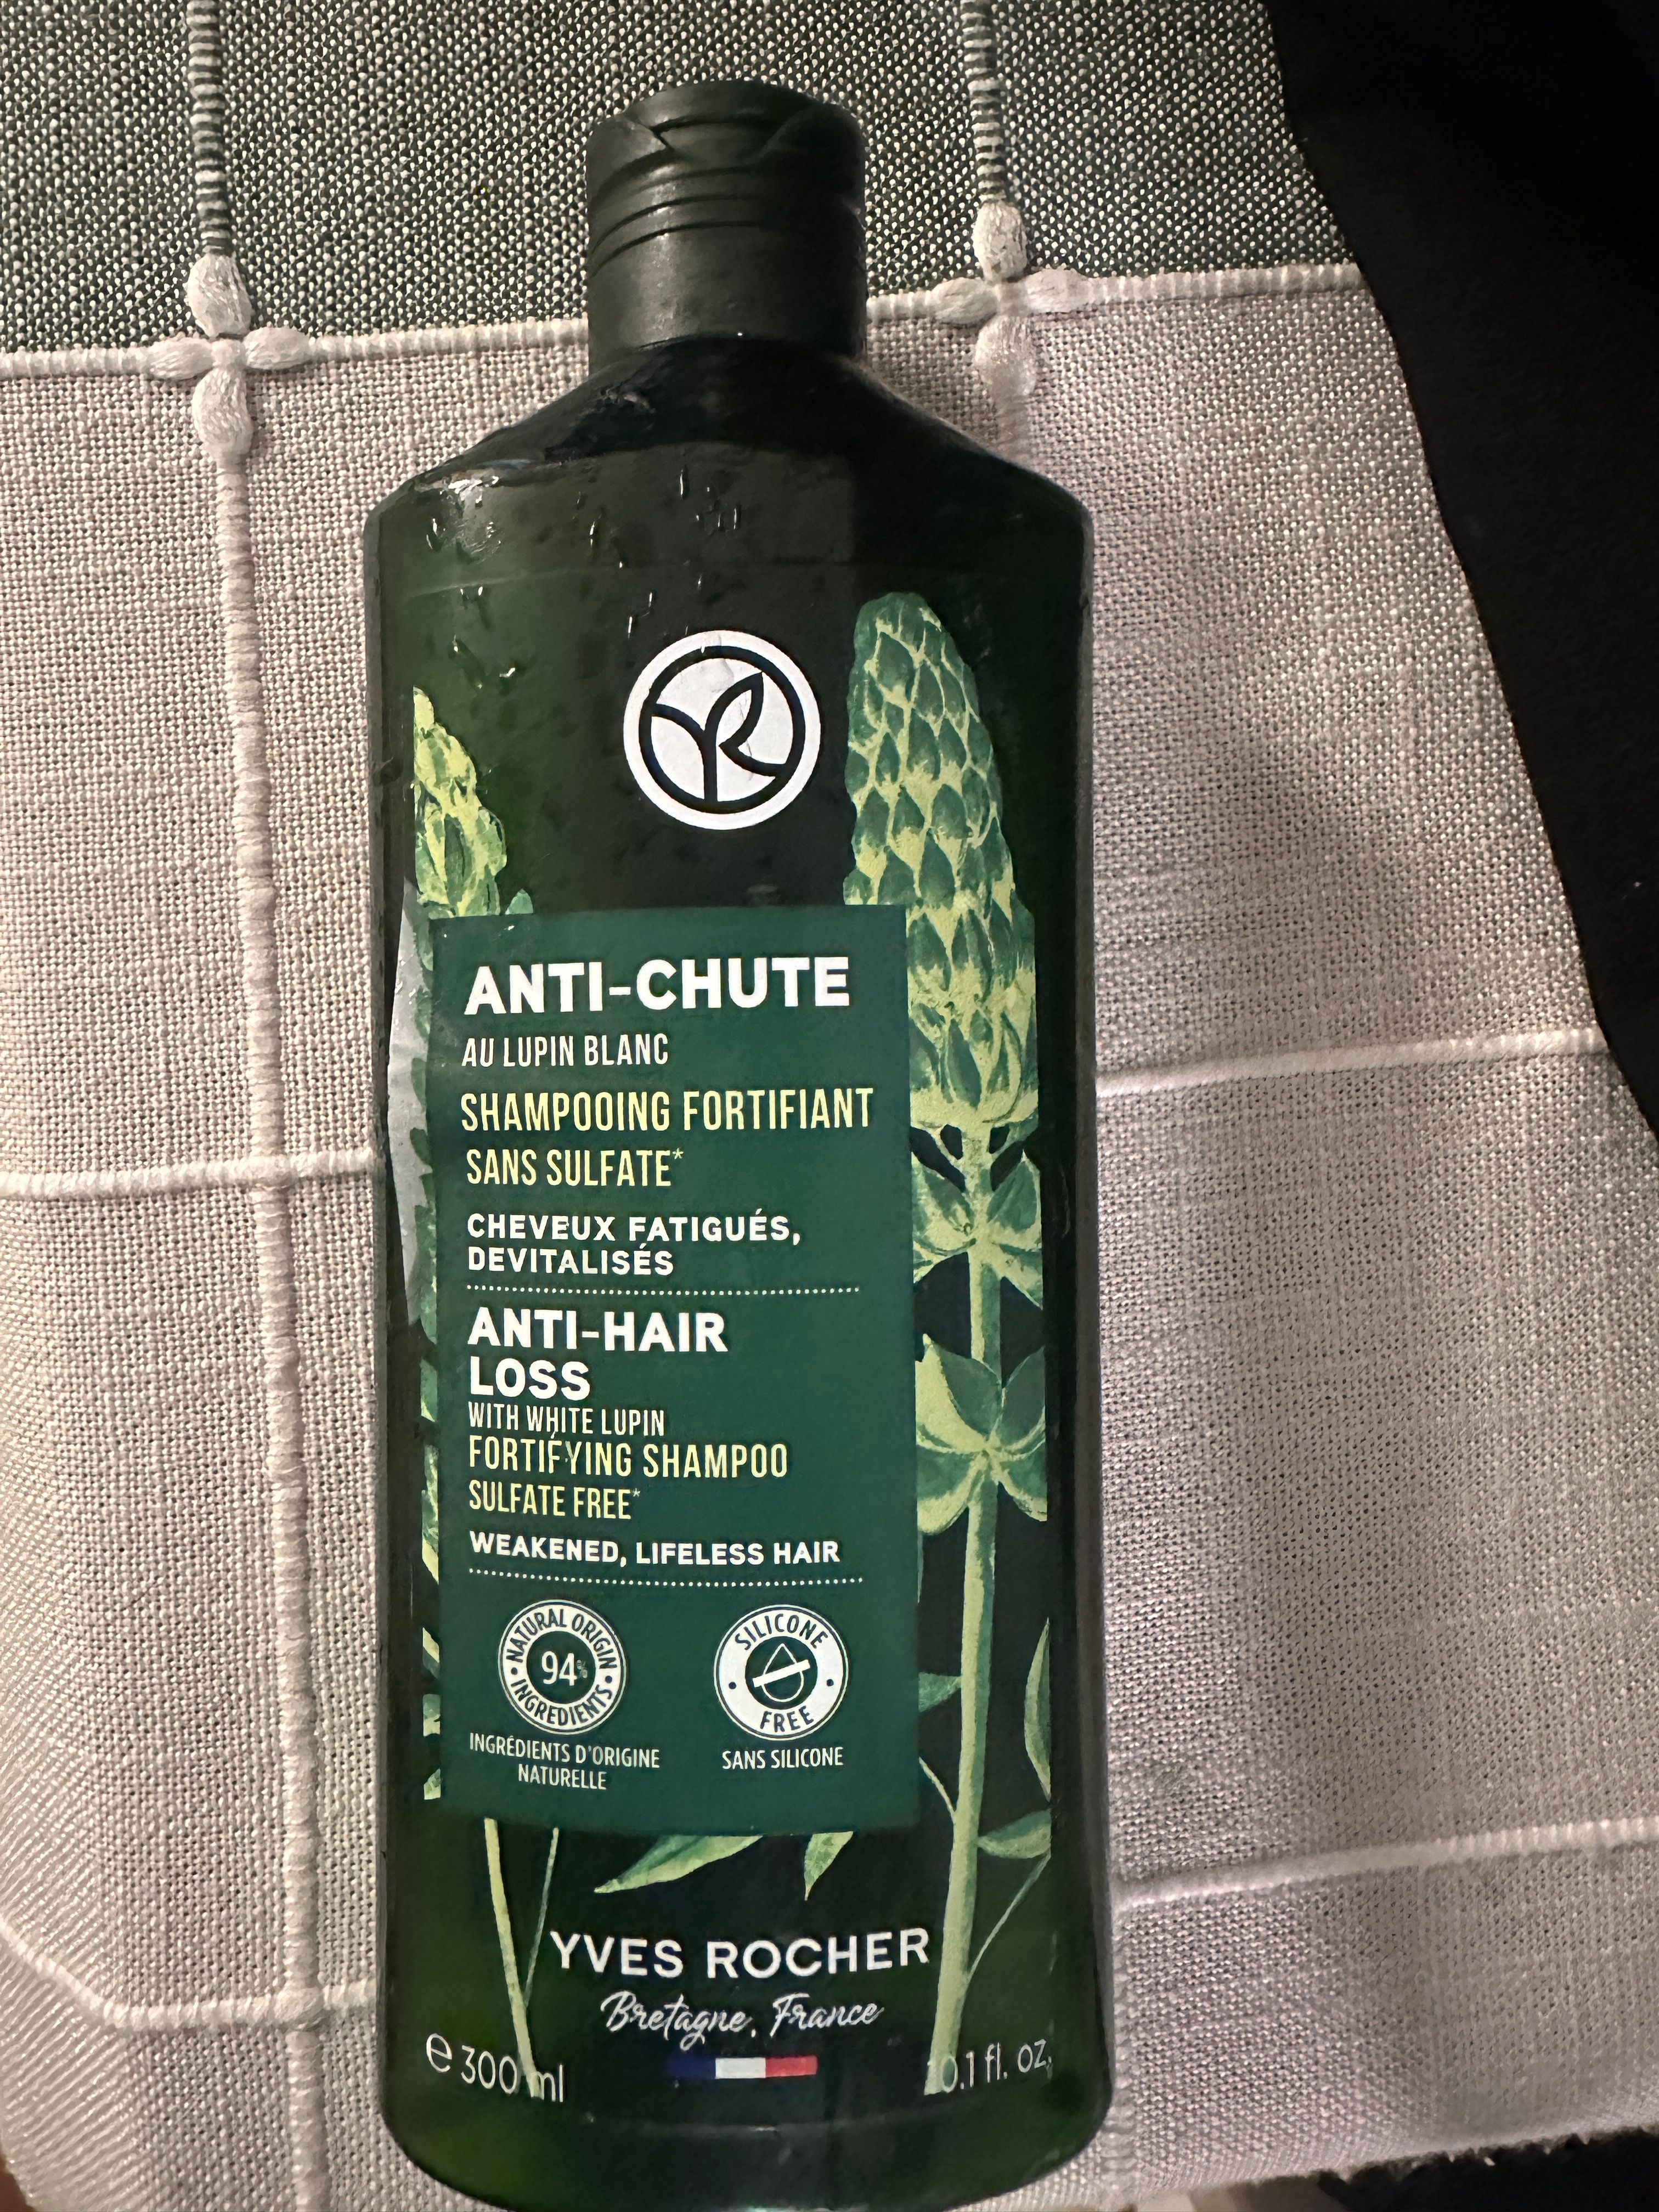 ANTI-CHUTE
AU LUPIN BLANC
SHAMPOOING FORTIFIANT
SANS SULFATE*
CHEVEUX FATIGUÉS,
DEVITALISÉS
ANTI-HAIR
LOSS
WITH WHITE LUPIN
FORTIFYING SHAMPOO
SULFATE FREE*
WEAKENED, LIFELESS HAIR
NATURAL ORIGIN
94%
INGREDIENTS
INGRÉDIENTS D'ORIGINE
NATURELLE
SILICONE
FREE
SANS SILICONE
YVES ROCHER
Bretagne, France
e 300 ml
10.1 fl. oz.